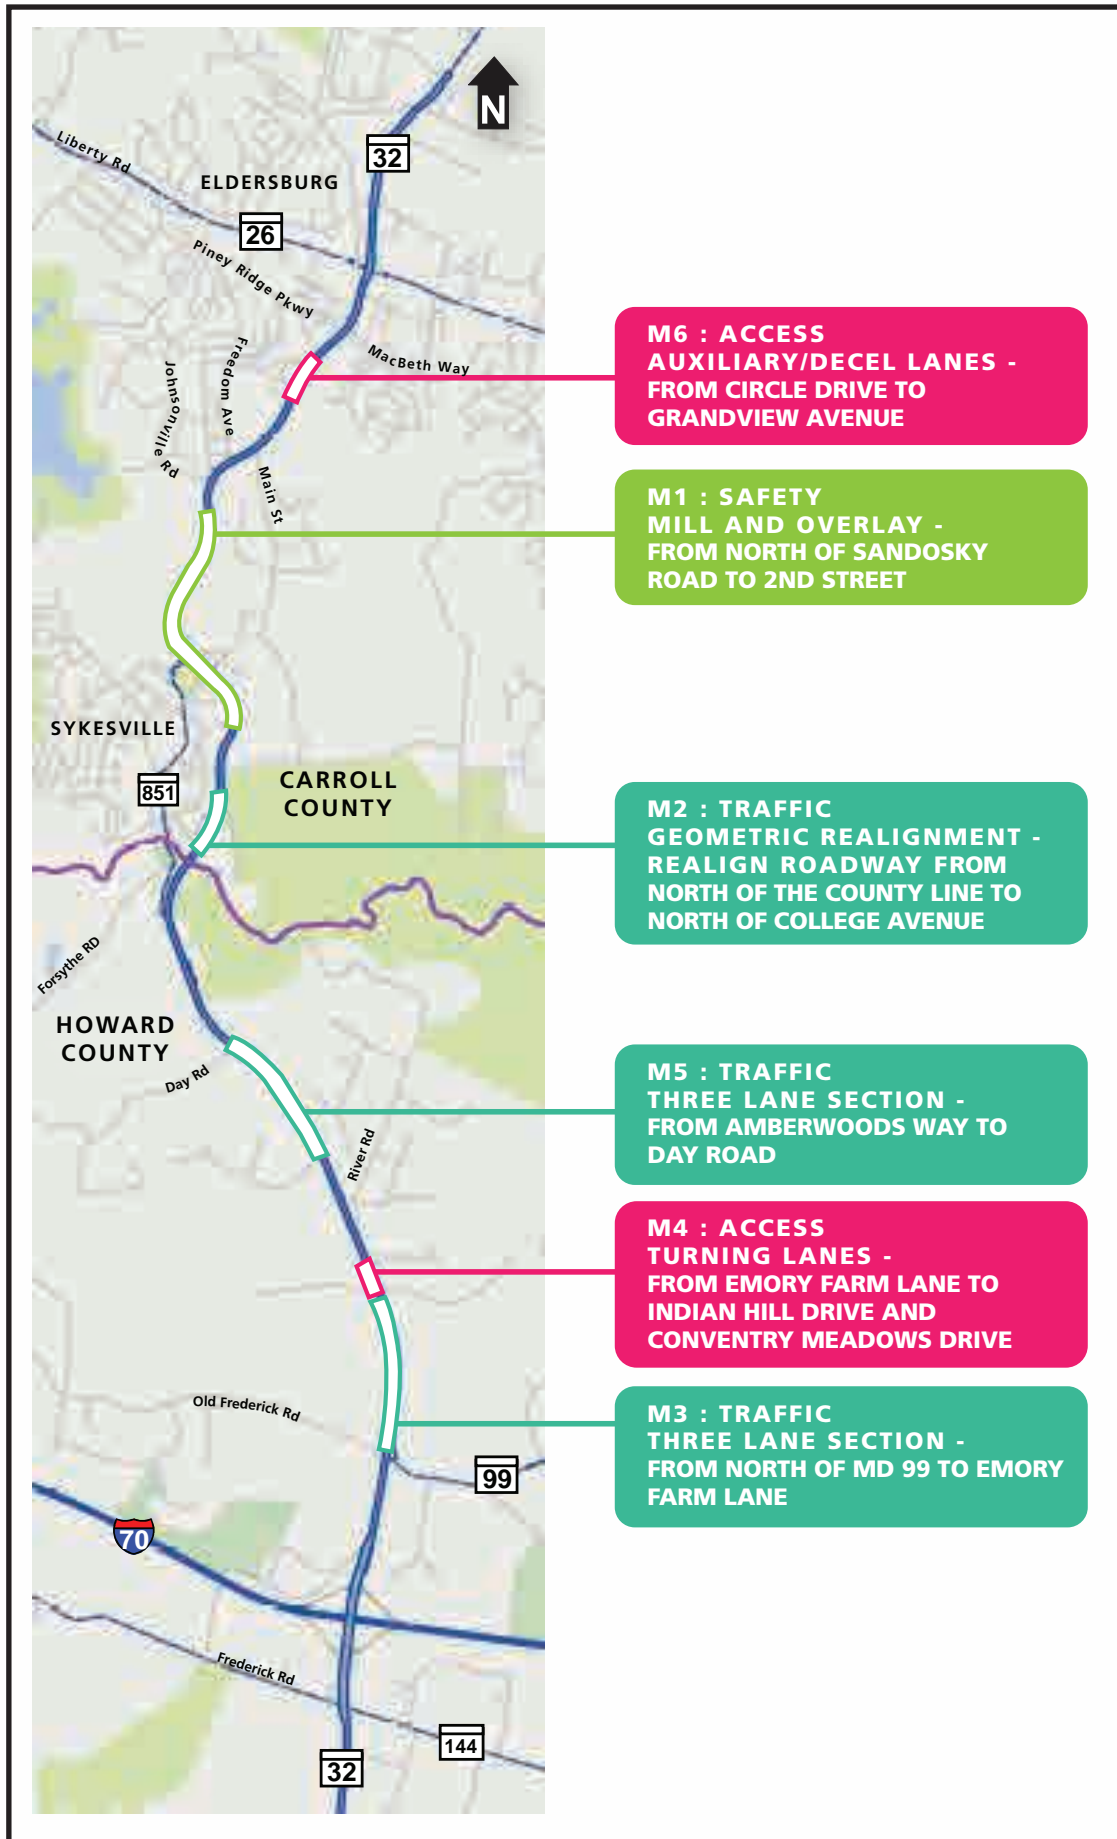 N
32
Liberty Rd
ELDERSBURG
26
Piney Ridge Pkwy
MacBeth Way
Freedom Ave
Johnsonville Rd
Main St
SYKESVILLE
851
CARROLL
COUNTY
Forsythe RD
HOWARD
COUNTY
Day Rd
River Rd
Old Frederick Rd
99
70
Frederick Rd
144
32
M6 : ACCESS
AUXILIARY/DECEL LANES -
FROM CIRCLE DRIVE TO
GRANDVIEW AVENUE
M1 : SAFETY
MILL AND OVERLAY -
FROM NORTH OF SANDOSKY
ROAD TO 2ND STREET
M2 : TRAFFIC
GEOMETRIC REALIGNMENT -
REALIGN ROADWAY FROM
NORTH OF THE COUNTY LINE TO
NORTH OF COLLEGE AVENUE
M5 : TRAFFIC
THREE LANE SECTION -
FROM AMBERWOODS WAY TO
DAY ROAD
M4 : ACCESS
TURNING LANES -
FROM EMORY FARM LANE TO
INDIAN HILL DRIVE AND
CONVENTRY MEADOWS DRIVE
M3 : TRAFFIC
THREE LANE SECTION -
FROM NORTH OF MD 99 TO EMORY
FARM LANE